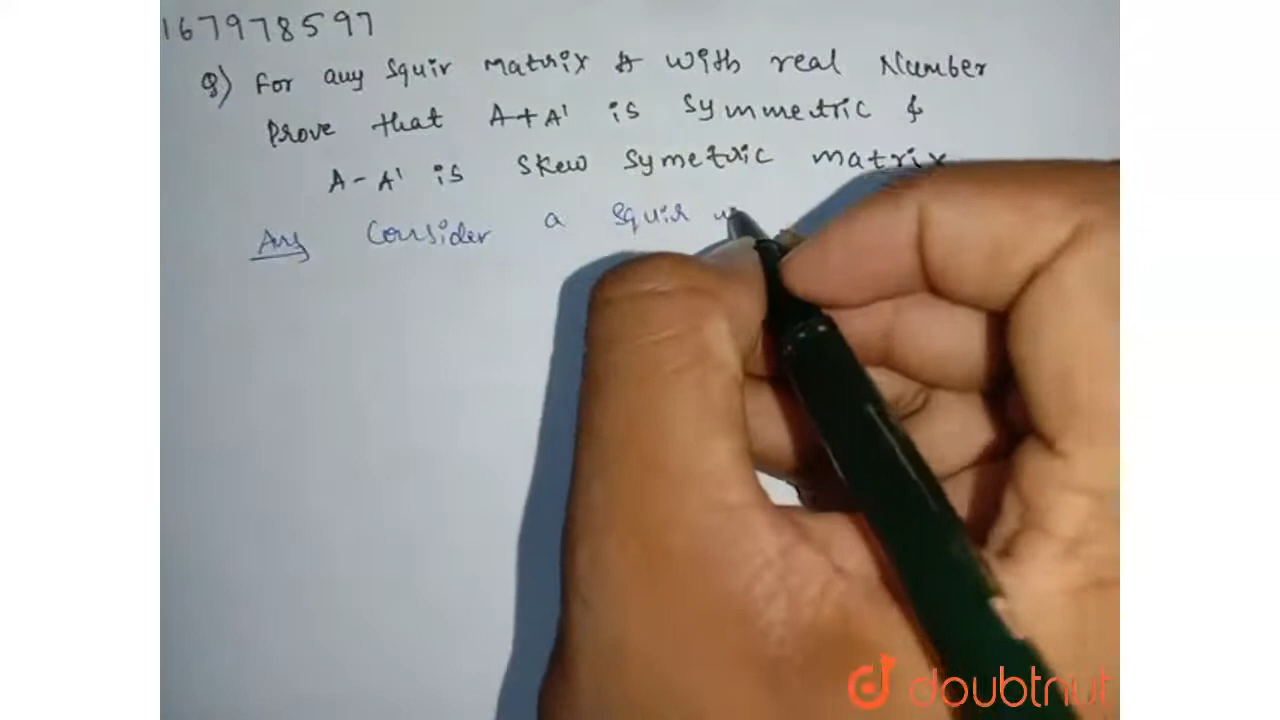 167978597
Q) For any Squir matrix A with real Number
Prove that A+A' is symmetric &
A-A' is skew symetric matrix
Ans Consider a squir
doubtnut